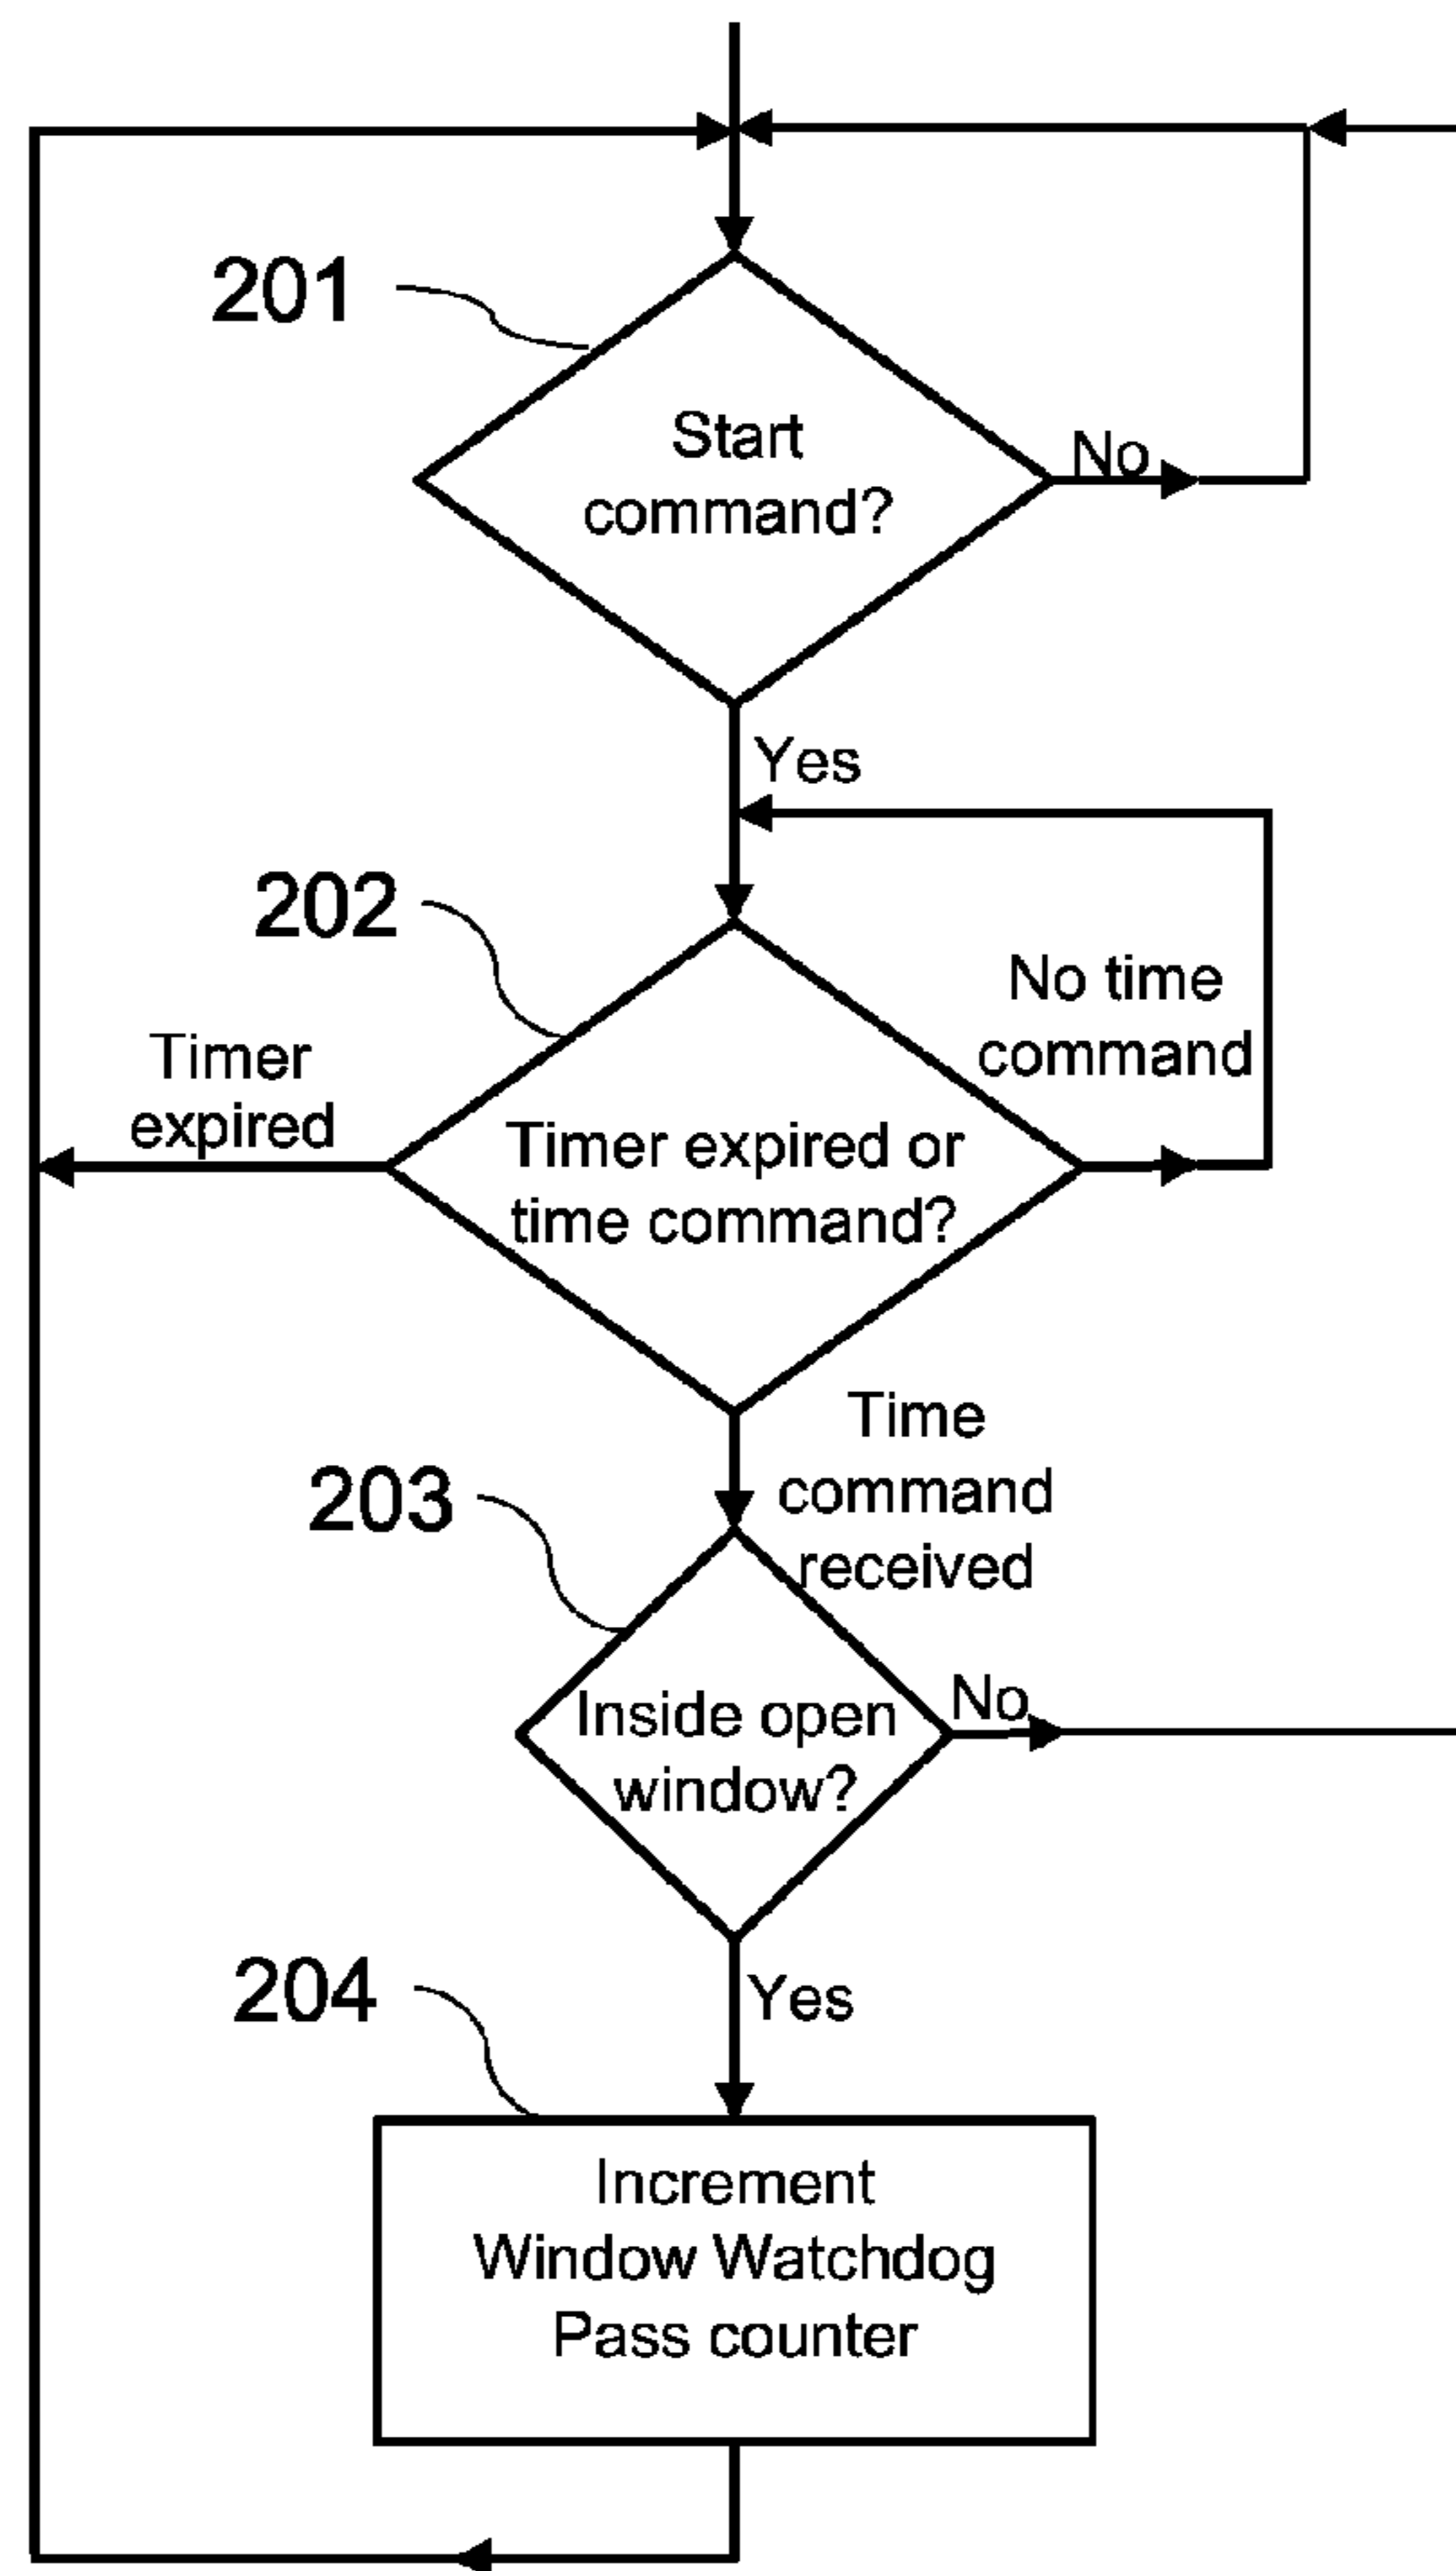 201
Start
command?
No
Yes
202
No time
command
Timer
expired
Timer expired or
time command?
Time
command
received
203
Inside open
window?
No
Yes
204
Increment
Window Watchdog
Pass counter